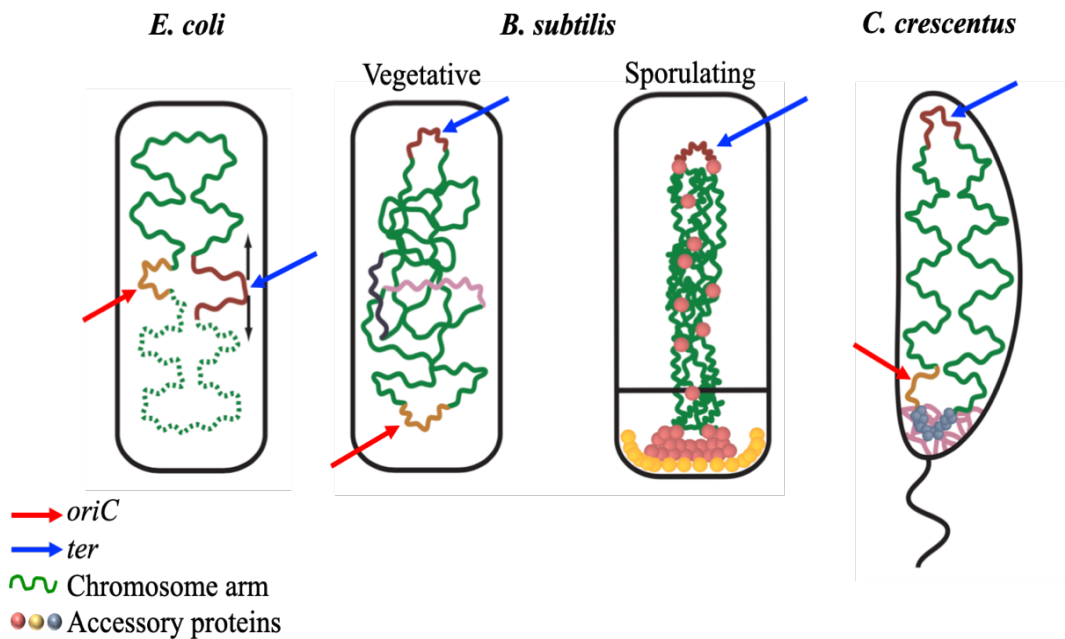 E. coli
B. subtilis
C. crescentus
Vegetative
Sporulating
oriC
ter
Chromosome arm
Accessory proteins